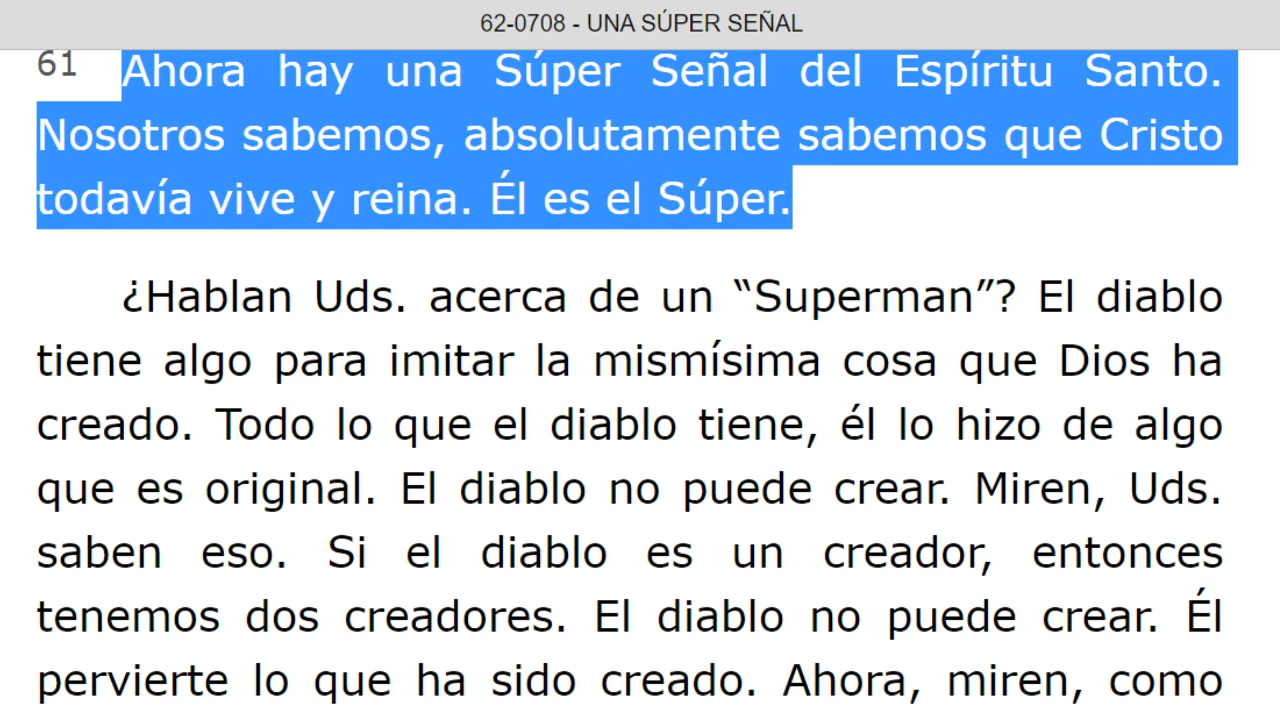 62-0708 - UNA SÚPER SEÑAL
61 Ahora hay una Súper Señal del Espíritu Santo.
Nosotros sabemos, absolutamente sabemos que Cristo
todavía vive y reina. Él es el Súper.
¿Hablan Uds. acerca de un “Superman”? El diablo
tiene algo para imitar la mismísima cosa que Dios ha
creado. Todo lo que el diablo tiene, él lo hizo de algo
que es original. El diablo no puede crear. Miren, Uds.
saben eso. Si el diablo es un creador, entonces
tenemos dos creadores. El diablo no puede crear. Él
pervierte lo que ha sido creado. Ahora, miren, como